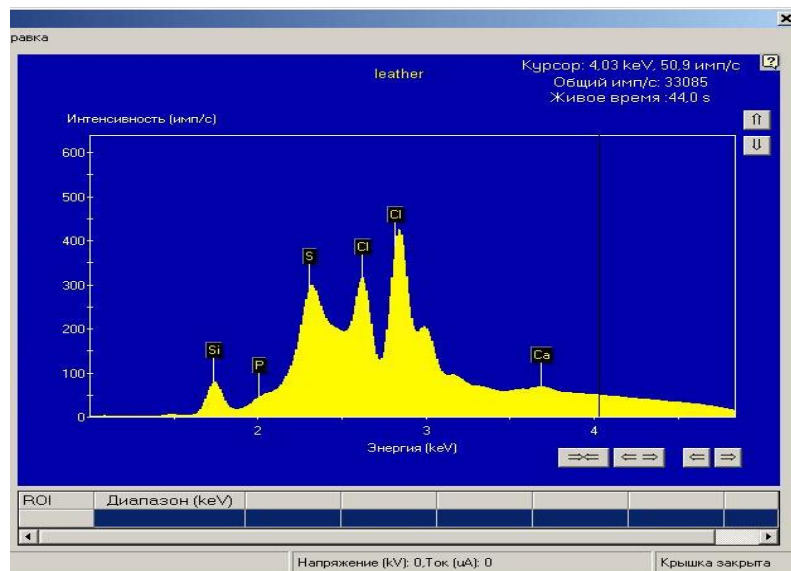 равка
leather
Курсор: 4,03 keV, 50,9 имп/с
Общий имп/с: 33085
Живое время :44,0 s
Интенсивность (имп/с)
600
500
400
300
200
100
0
Si
P
S
Cl
Cl
Ca
2
3
4
Энергия (keV)
ROI
Диапазон (keV)
Напряжение (kV): 0,Ток (uA): 0
Крышка закрыта